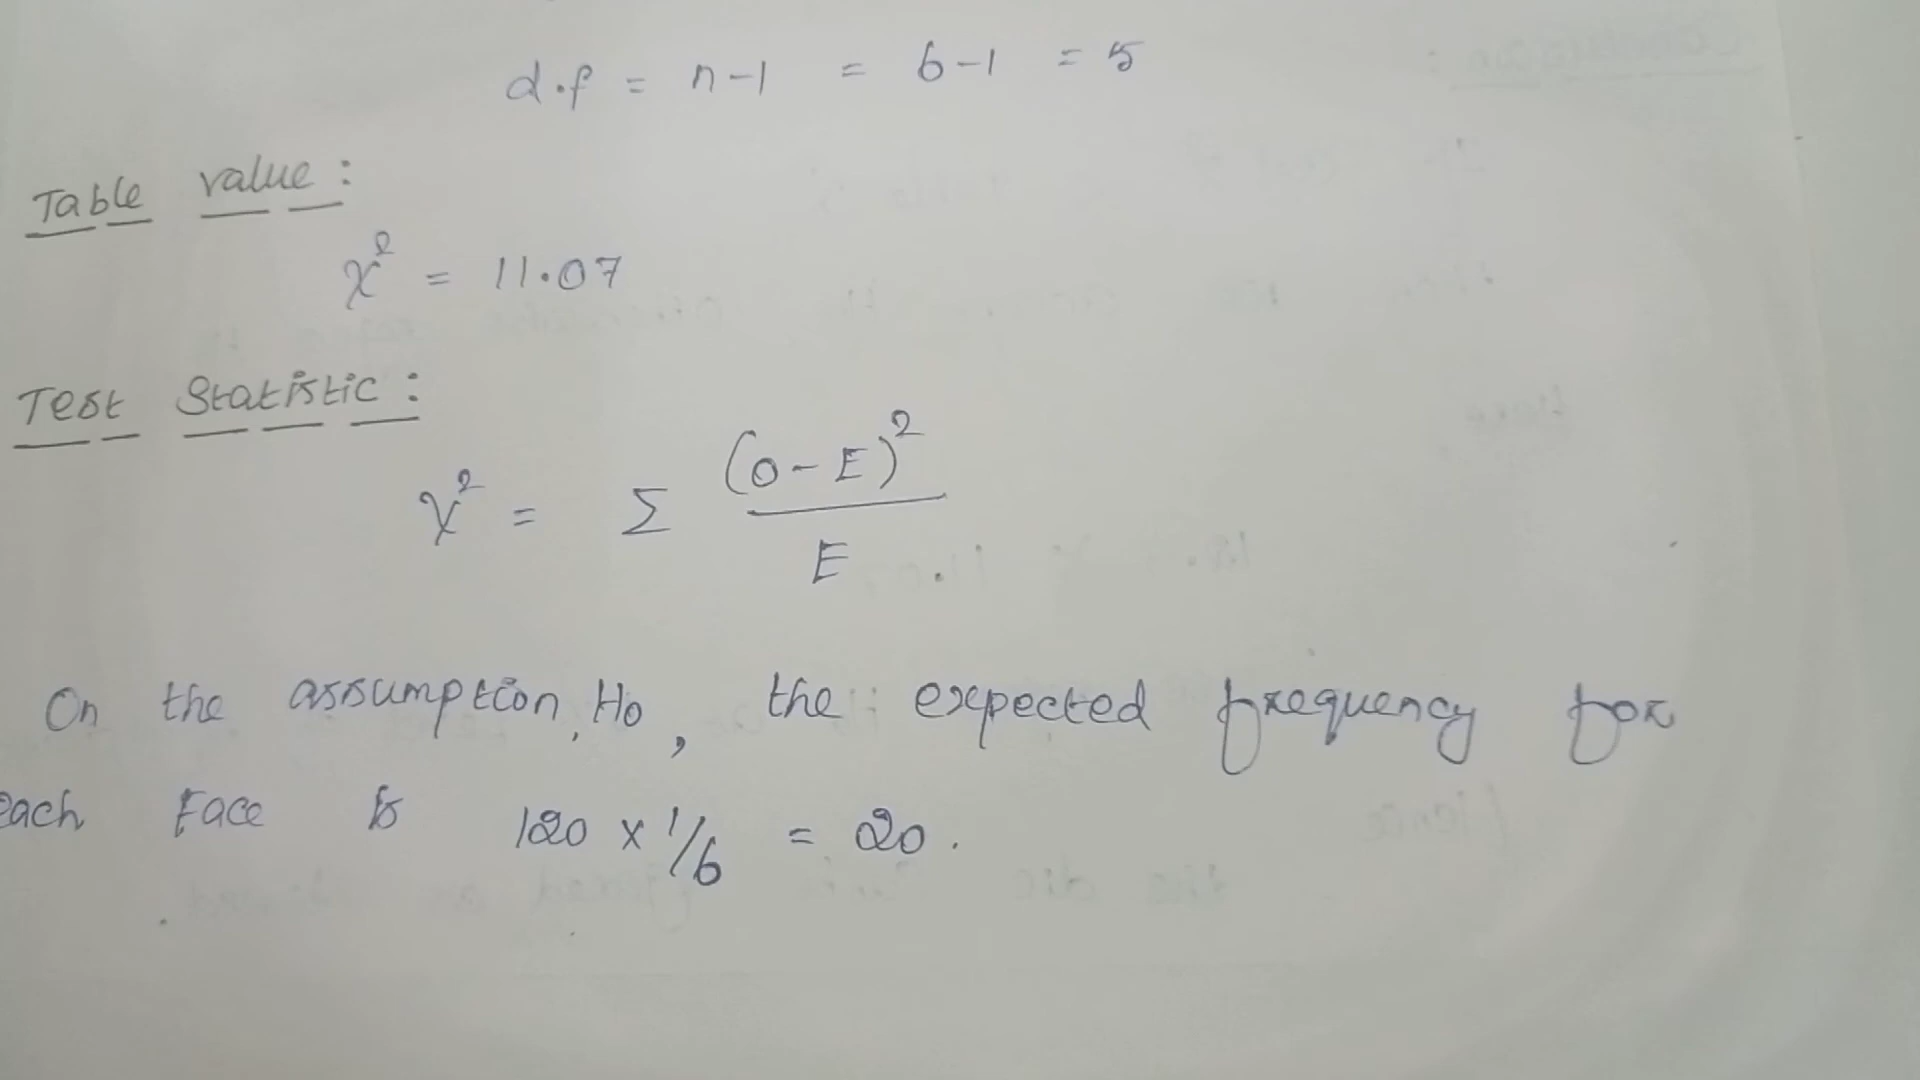 d.f = n-1 = 6-1 = 5
Table value:
χ² = 11.07
Test Statistic:
χ² = Σ (O-E)² / E .
On the assumption, H0, the expected frequency for
each face is 120 x 1/6 = 20.